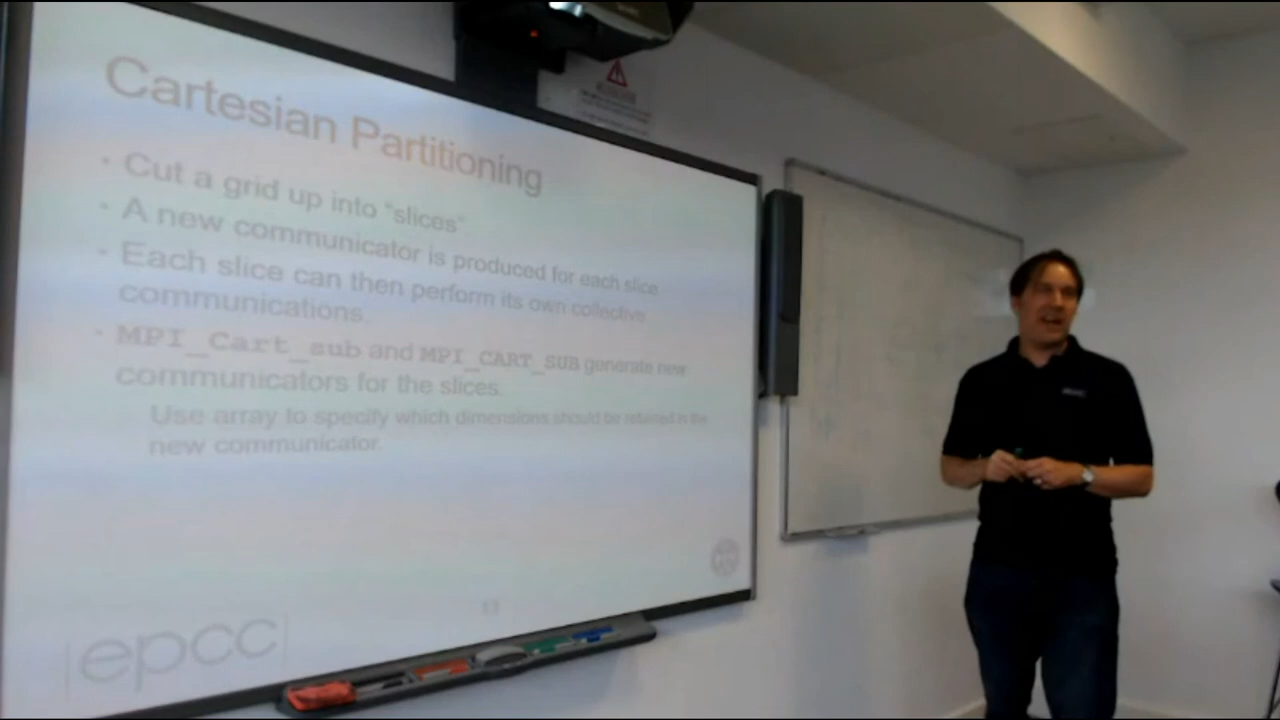 Cartesian Partitioning
• Cut a grid up into "slices"
• A new communicator is produced for each slice
• Each slice can then perform its own collective
communications.
• MPI_Cart_sub and MPI_CART_SUB generate new
communicators for the slices.
Use array to specify which dimensions should be retained in the
new communicator.
13
epcc